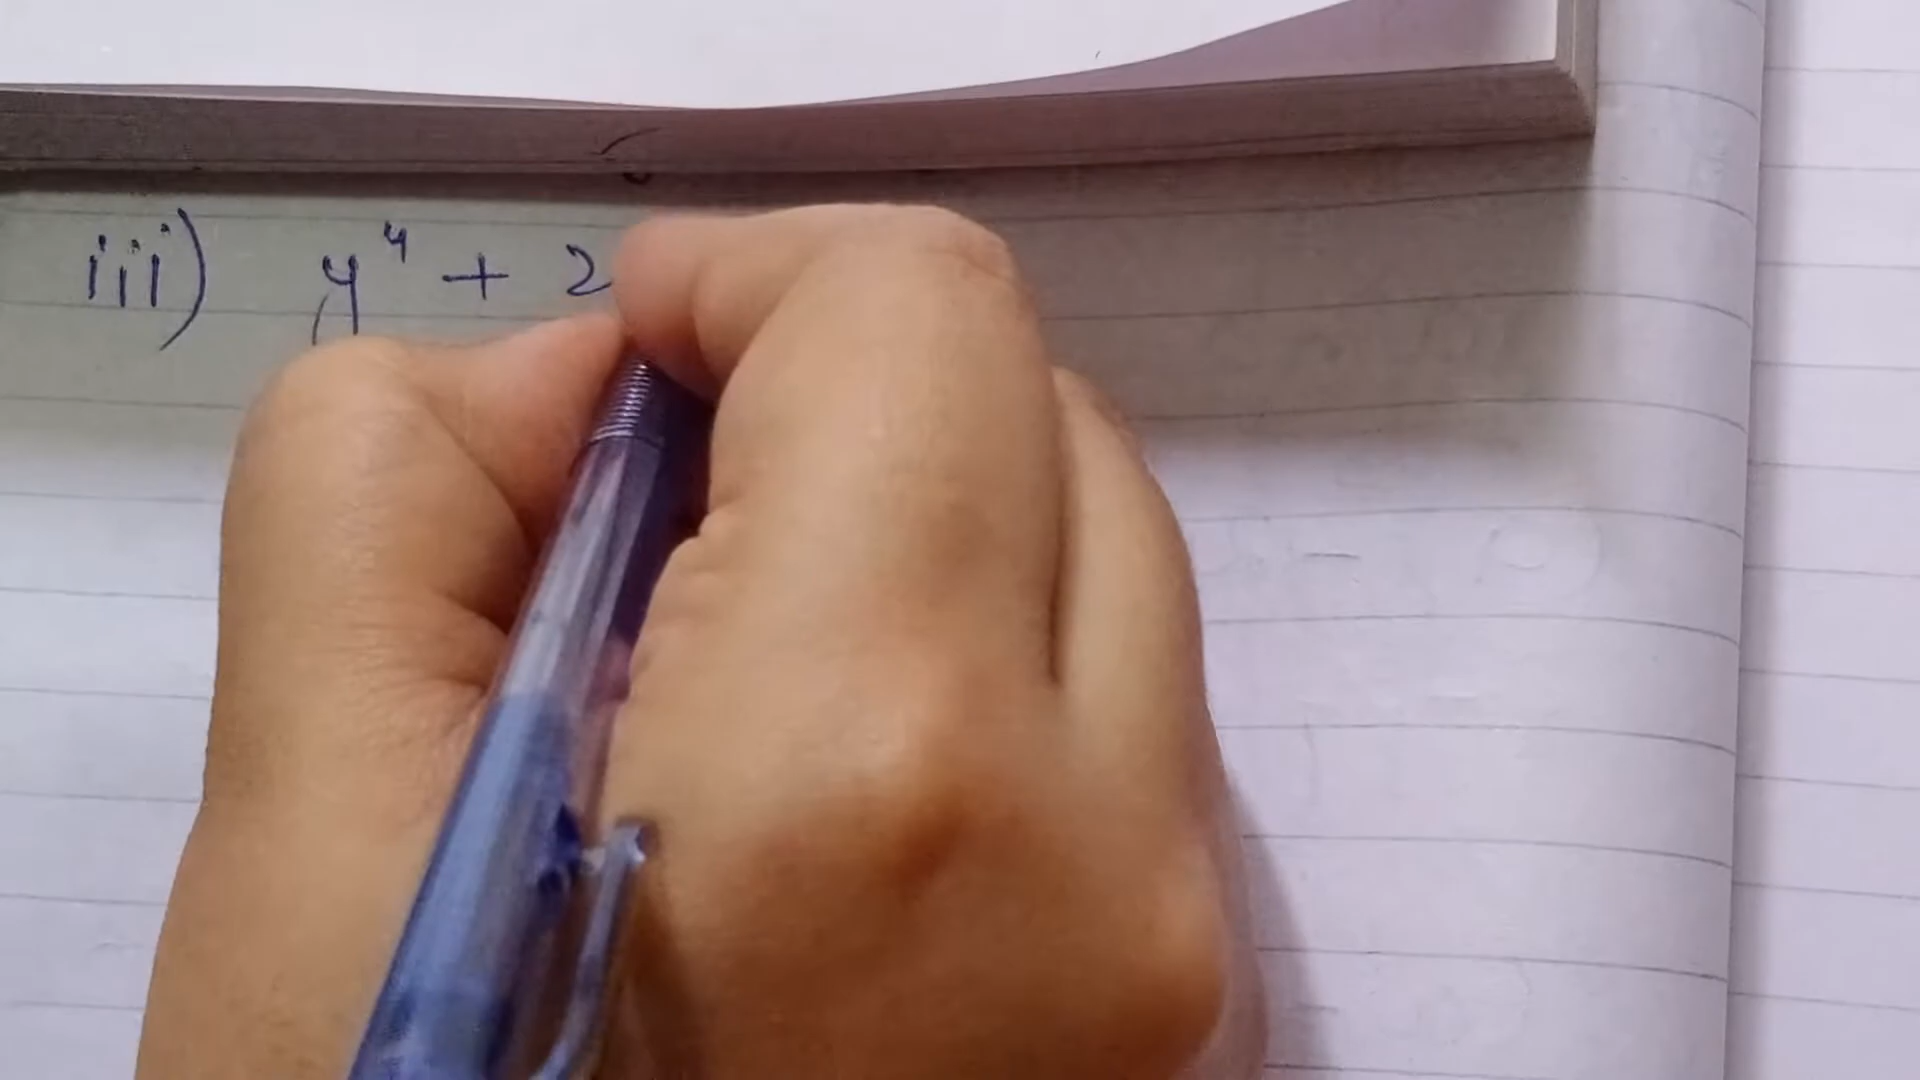 iii) y⁴ + 2